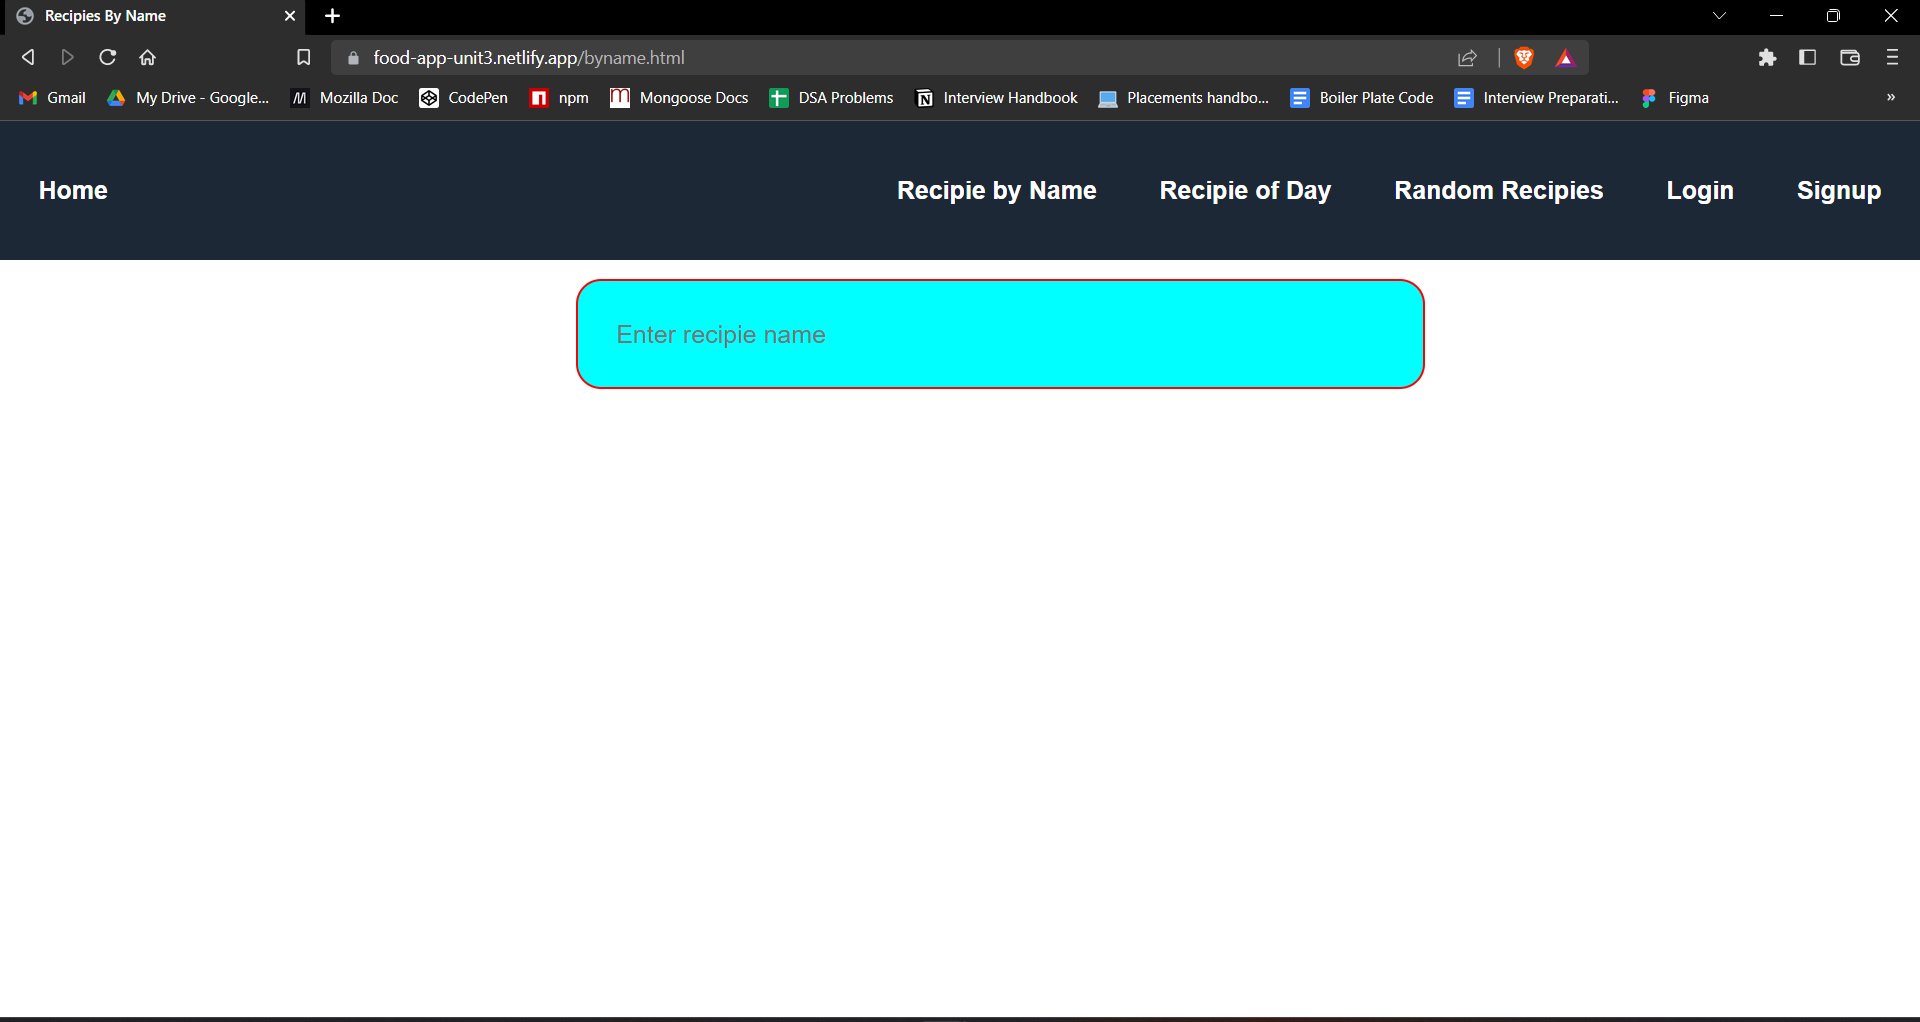 Recipies By Name
food-app-unit3.netlify.app/byname.html
Gmail My Drive - Google... Mozilla Doc CodePen npm Mongoose Docs DSA Problems Interview Handbook Placements handbo... Boiler Plate Code Interview Preparati... Figma »
Home Recipie by Name Recipie of Day Random Recipies Login Signup
Enter recipie name